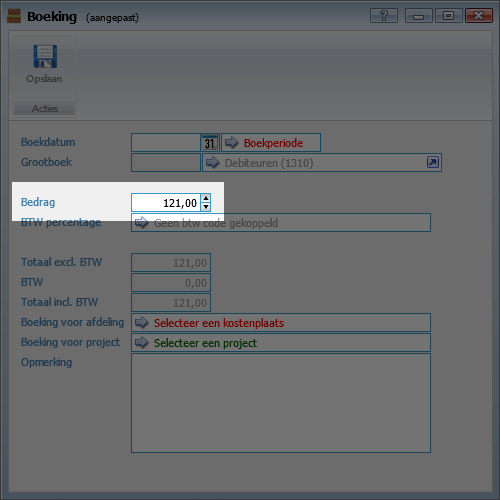 Boeking (aangepast)
?
Opslaan
Acties
Boekdatum 31 Boekperiode
Grootboek Debiteuren (1310)
Bedrag 121,00
BTW percentage Geen btw code gekoppeld
Totaal excl. BTW 121,00
BTW 0,00
Totaal incl. BTW 121,00
Boeking voor afdeling Selecteer een kostenplaats
Boeking voor project Selecteer een project
Opmerking